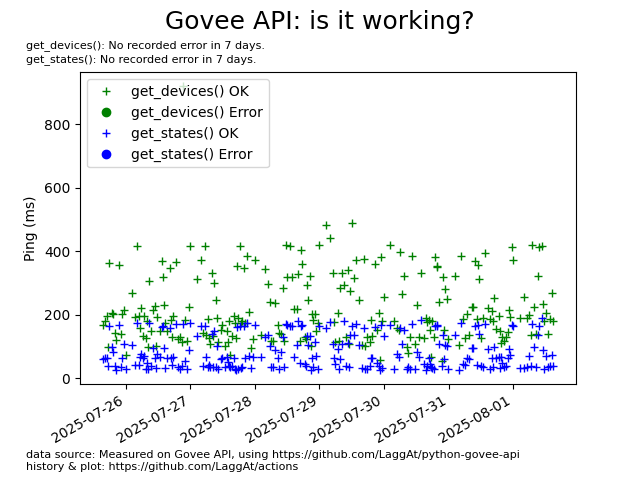 Govee API: is it working?
get_devices(): No recorded error in 7 days.
get_states(): No recorded error in 7 days.
get_devices() OK
get_devices() Error
get_states() OK
get_states() Error
Ping (ms)
800
600
400
200
0
2025-07-26
2025-07-27
2025-07-28
2025-07-29
2025-07-30
2025-07-31
2025-08-01
data source: Measured on Govee API, using https://github.com/LaggAt/python-govee-api
history & plot: https://github.com/LaggAt/actions